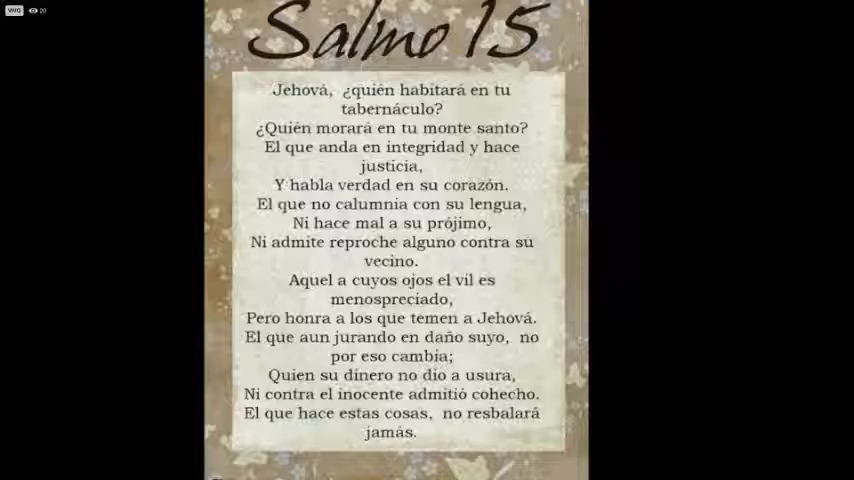 VivaVideo
20
Salmo 15
Jehová, ¿quién habitará en tu
tabernáculo?
¿Quién morará en tu monte santo?
El que anda en integridad y hace
justicia,
Y habla verdad en su corazón.
El que no calumnia con su lengua,
Ni hace mal a su prójimo,
Ni admite reproche alguno contra su
vecino.
Aquel a cuyos ojos el vil es
menospreciado,
Pero honra a los que temen a Jehová.
El que aun jurando en daño suyo, no
por eso cambia;
Quien su dinero no dio a usura,
Ni contra el inocente admitió cohecho.
El que hace estas cosas, no resbalará
jamás.